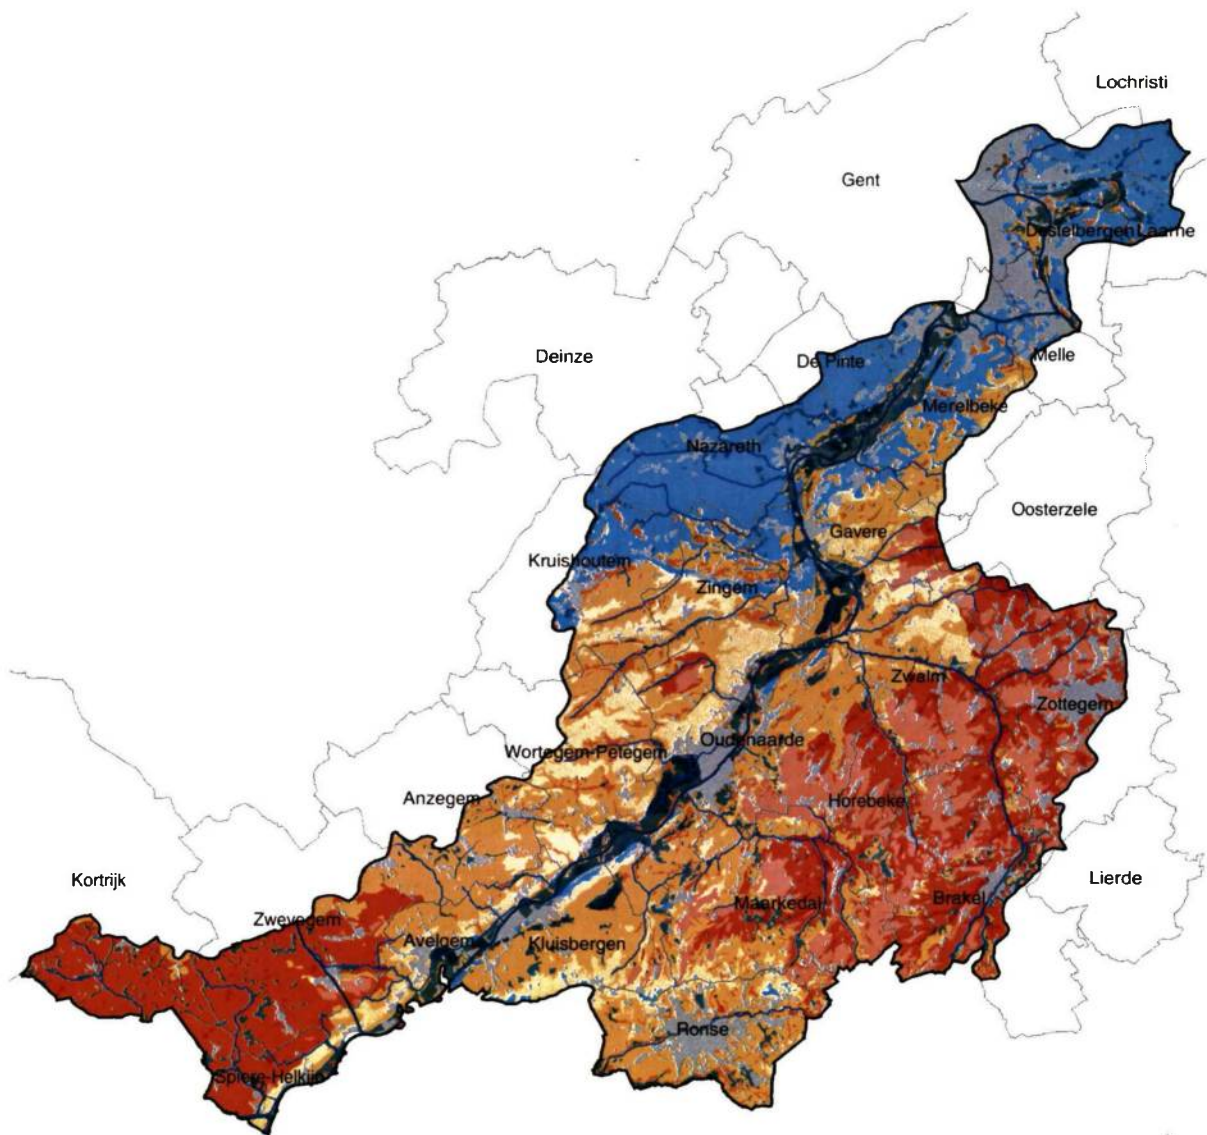 Lochristi
Gent
Destelbergen Laarne
Deinze
De Pinte
Melle
Merelbeke
Nazareth
Oosterzele
Gavere
Kruishoutem
Zingem
Zwalm
Zottegem
Oudenaarde
Wortegem-Petegem
Anzegem
Horebeke
Kortrijk
Lierde
Brakel
Maarkedal
Zwevegem
Avelgem
Kluisbergen
Ronse
Spiere-Helkijn